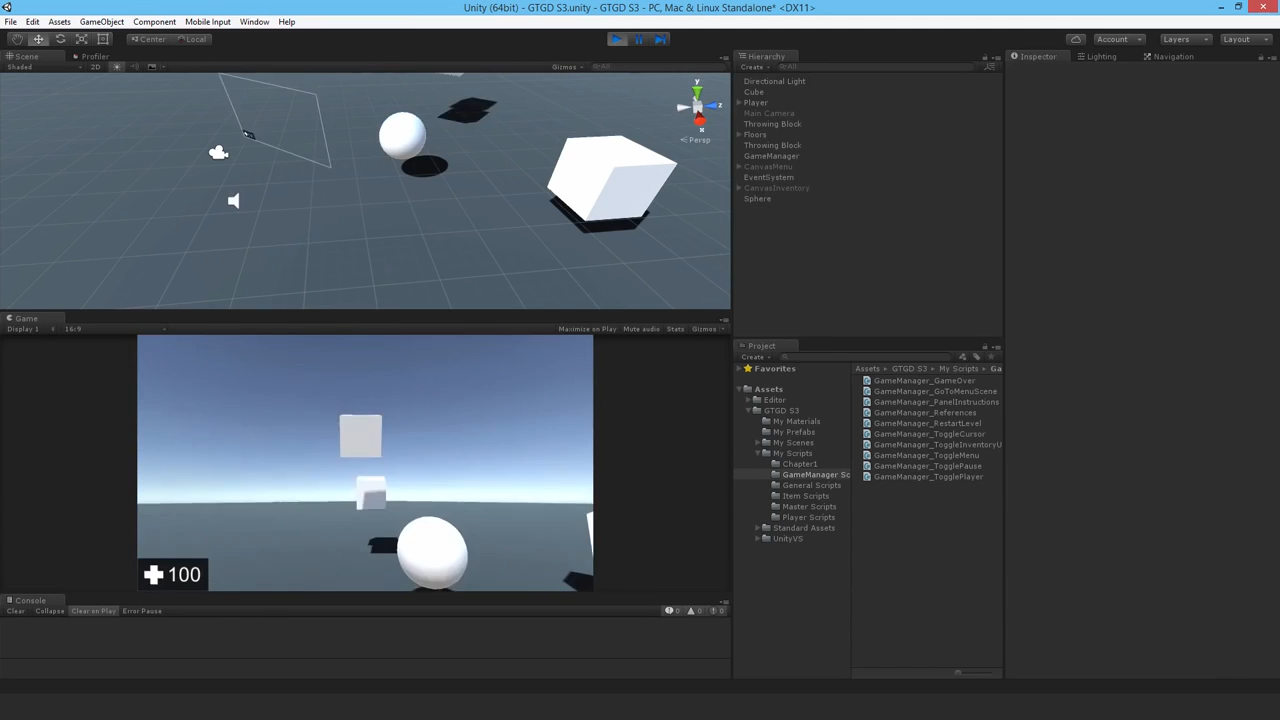 Unity (64bit) - GTGD S3.unity - GTGD S3 - PC, Mac & Linux Standalone* <DX11>
File Edit Assets GameObject Component Mobile Input Window Help
Center Local
Account Layers Layout
Scene Profiler
Shaded 2D Gizmos All
y
z
x
Persp
Hierarchy
Create All
Directional Light
Cube
Player
Main Camera
Throwing Block
Floors
Throwing Block
GameManager
CanvasMenu
EventSystem
CanvasInventory
Sphere
Inspector Lighting Navigation
Game
Display 1 16:9 Maximize on Play Mute audio Stats Gizmos
100
Project
Create
Favorites
Assets
Editor
GTGD S3
My Materials
My Prefabs
My Scenes
My Scripts
Chapter1
GameManager Sc
General Scripts
Item Scripts
Master Scripts
Player Scripts
Standard Assets
UnityVS
Assets GTGD S3 My Scripts Ga
GameManager_GameOver
GameManager_GoToMenuScene
GameManager_PanelInstructions
GameManager_References
GameManager_RestartLevel
GameManager_ToggleCursor
GameManager_ToggleInventoryU
GameManager_ToggleMenu
GameManager_TogglePause
GameManager_TogglePlayer
Console
Clear Collapse Clear on Play Error Pause 0 0 0